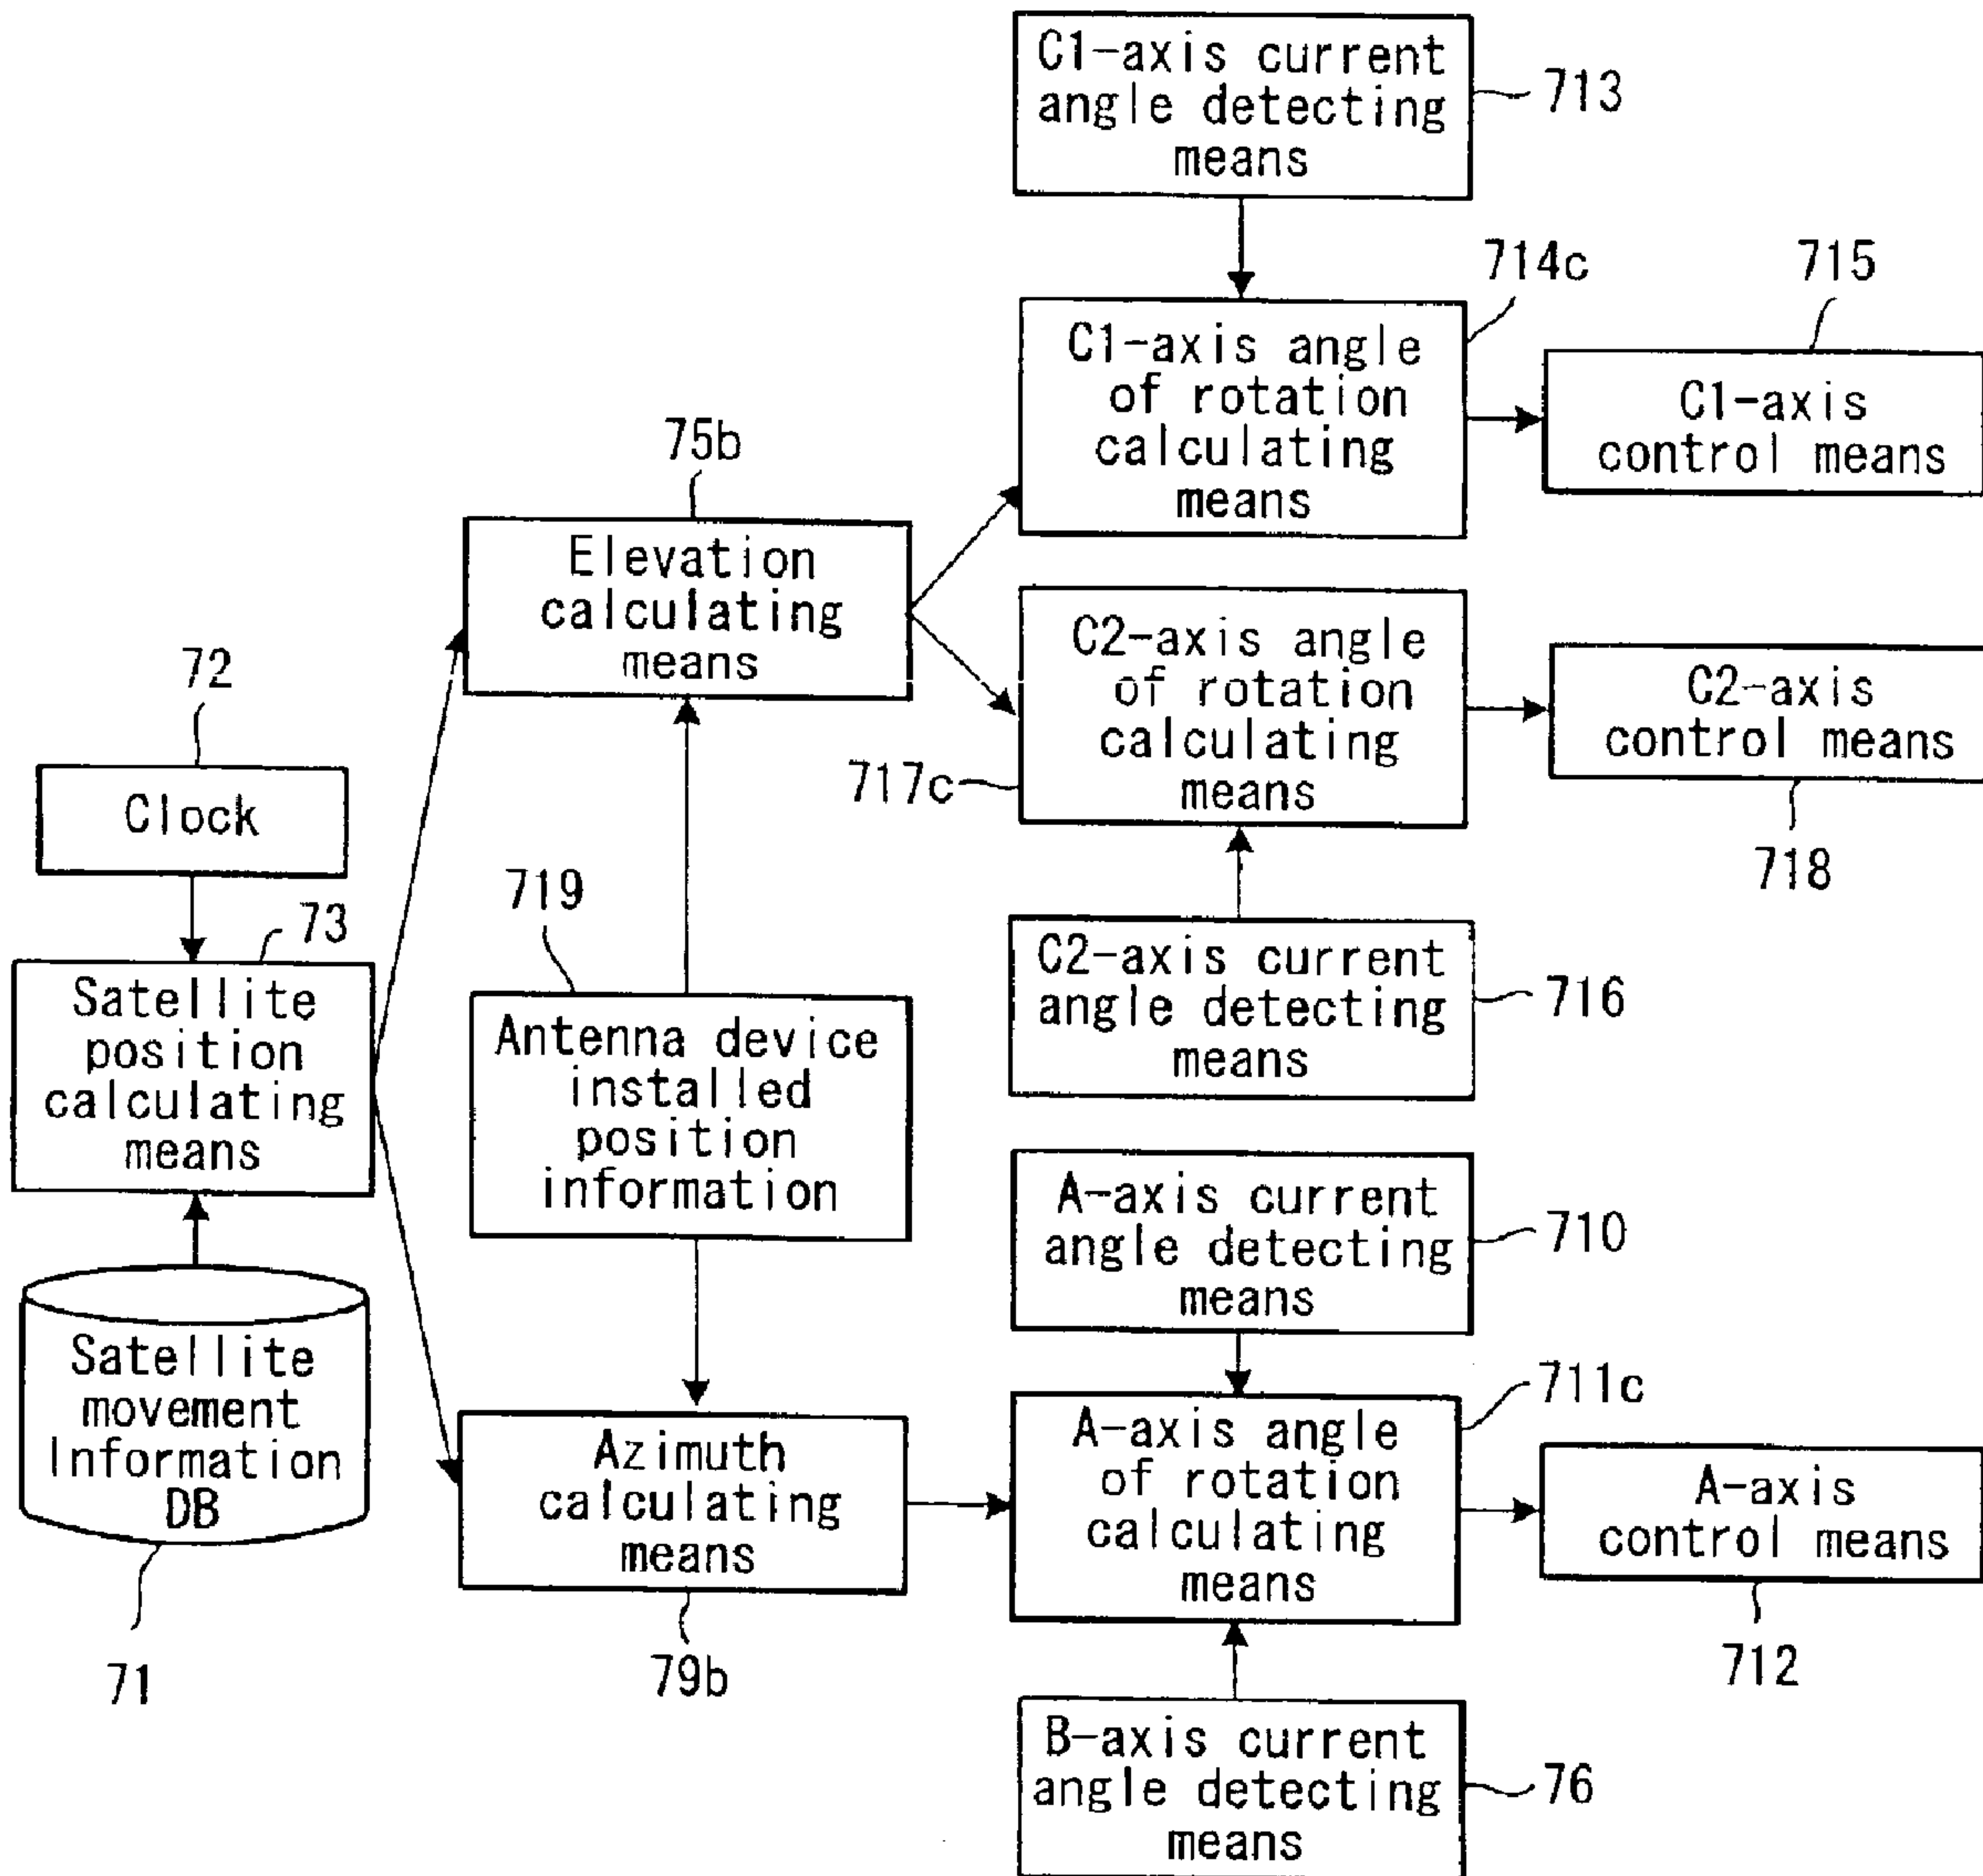 C1-axis current
angle detecting
means
713
714c
715
C1-axis angle
of rotation
calculating
means
C1-axis
control means
75b
Elevation
calculating
means
C2-axis angle
of rotation
calculating
means
717c
C2-axis
control means
718
72
Clock
73
719
C2-axis current
angle detecting
means
716
Satellite
position
calculating
means
Antenna device
installed
position
information
A-axis current
angle detecting
means
710
Satellite
movement
Information
DB
71
Azimuth
calculating
means
79b
711c
A-axis angle
of rotation
calculating
means
A-axis
control means
712
B-axis current
angle detecting
means
76